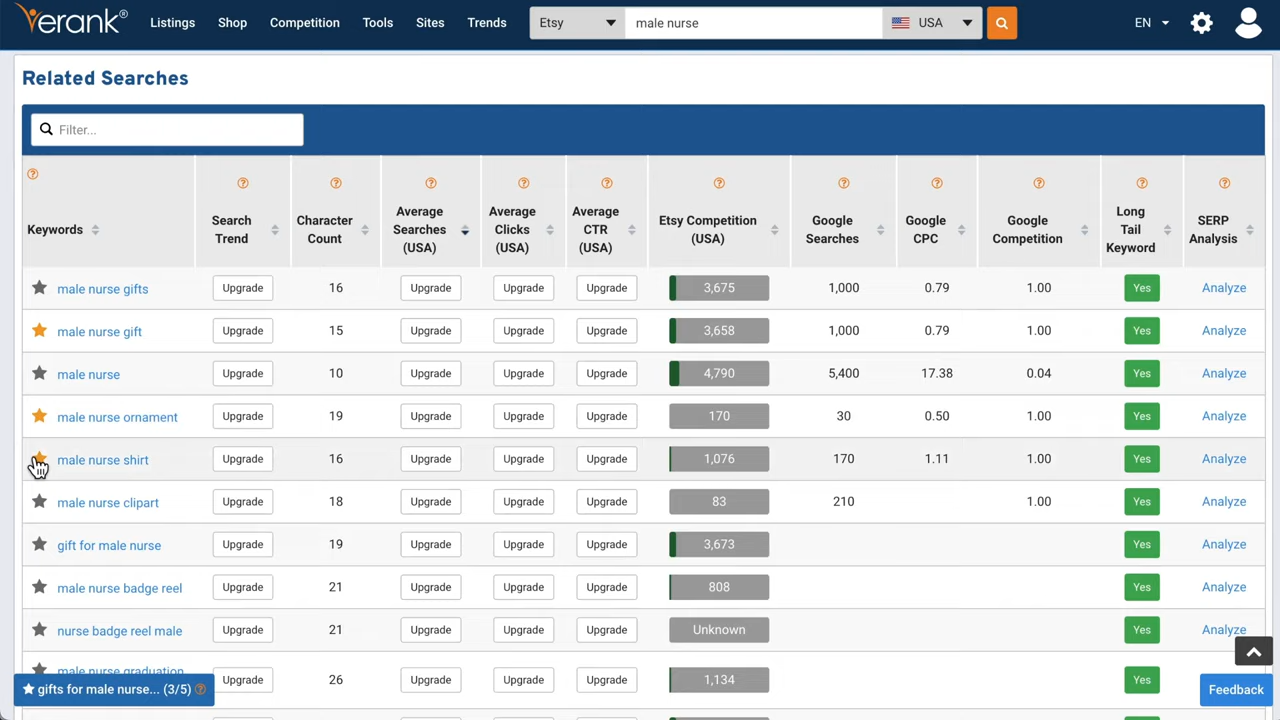 erank®
Listings
Shop
Competition
Tools
Sites
Trends
Etsy
male nurse
USA
EN
Related Searches
Filter...
Keywords
Search Trend
Character Count
Average Searches (USA)
Average Clicks (USA)
Average CTR (USA)
Etsy Competition (USA)
Google Searches
Google CPC
Google Competition
Long Tail Keyword
SERP Analysis
male nurse gifts Upgrade 16 Upgrade Upgrade Upgrade 3,675 1,000 0.79 1.00 Yes Analyze
male nurse gift Upgrade 15 Upgrade Upgrade Upgrade 3,658 1,000 0.79 1.00 Yes Analyze
male nurse Upgrade 10 Upgrade Upgrade Upgrade 4,790 5,400 17.38 0.04 Yes Analyze
male nurse ornament Upgrade 19 Upgrade Upgrade Upgrade 170 30 0.50 1.00 Yes Analyze
male nurse shirt Upgrade 16 Upgrade Upgrade Upgrade 1,076 170 1.11 1.00 Yes Analyze
male nurse clipart Upgrade 18 Upgrade Upgrade Upgrade 83 210 1.00 Yes Analyze
gift for male nurse Upgrade 19 Upgrade Upgrade Upgrade 3,673 Yes Analyze
male nurse badge reel Upgrade 21 Upgrade Upgrade Upgrade 808 Yes Analyze
nurse badge reel male Upgrade 21 Upgrade Upgrade Upgrade Unknown Yes Analyze
male nurse graduation Upgrade 26 Upgrade Upgrade Upgrade 1,134 Yes
gifts for male nurse... (3/5)
Feedback